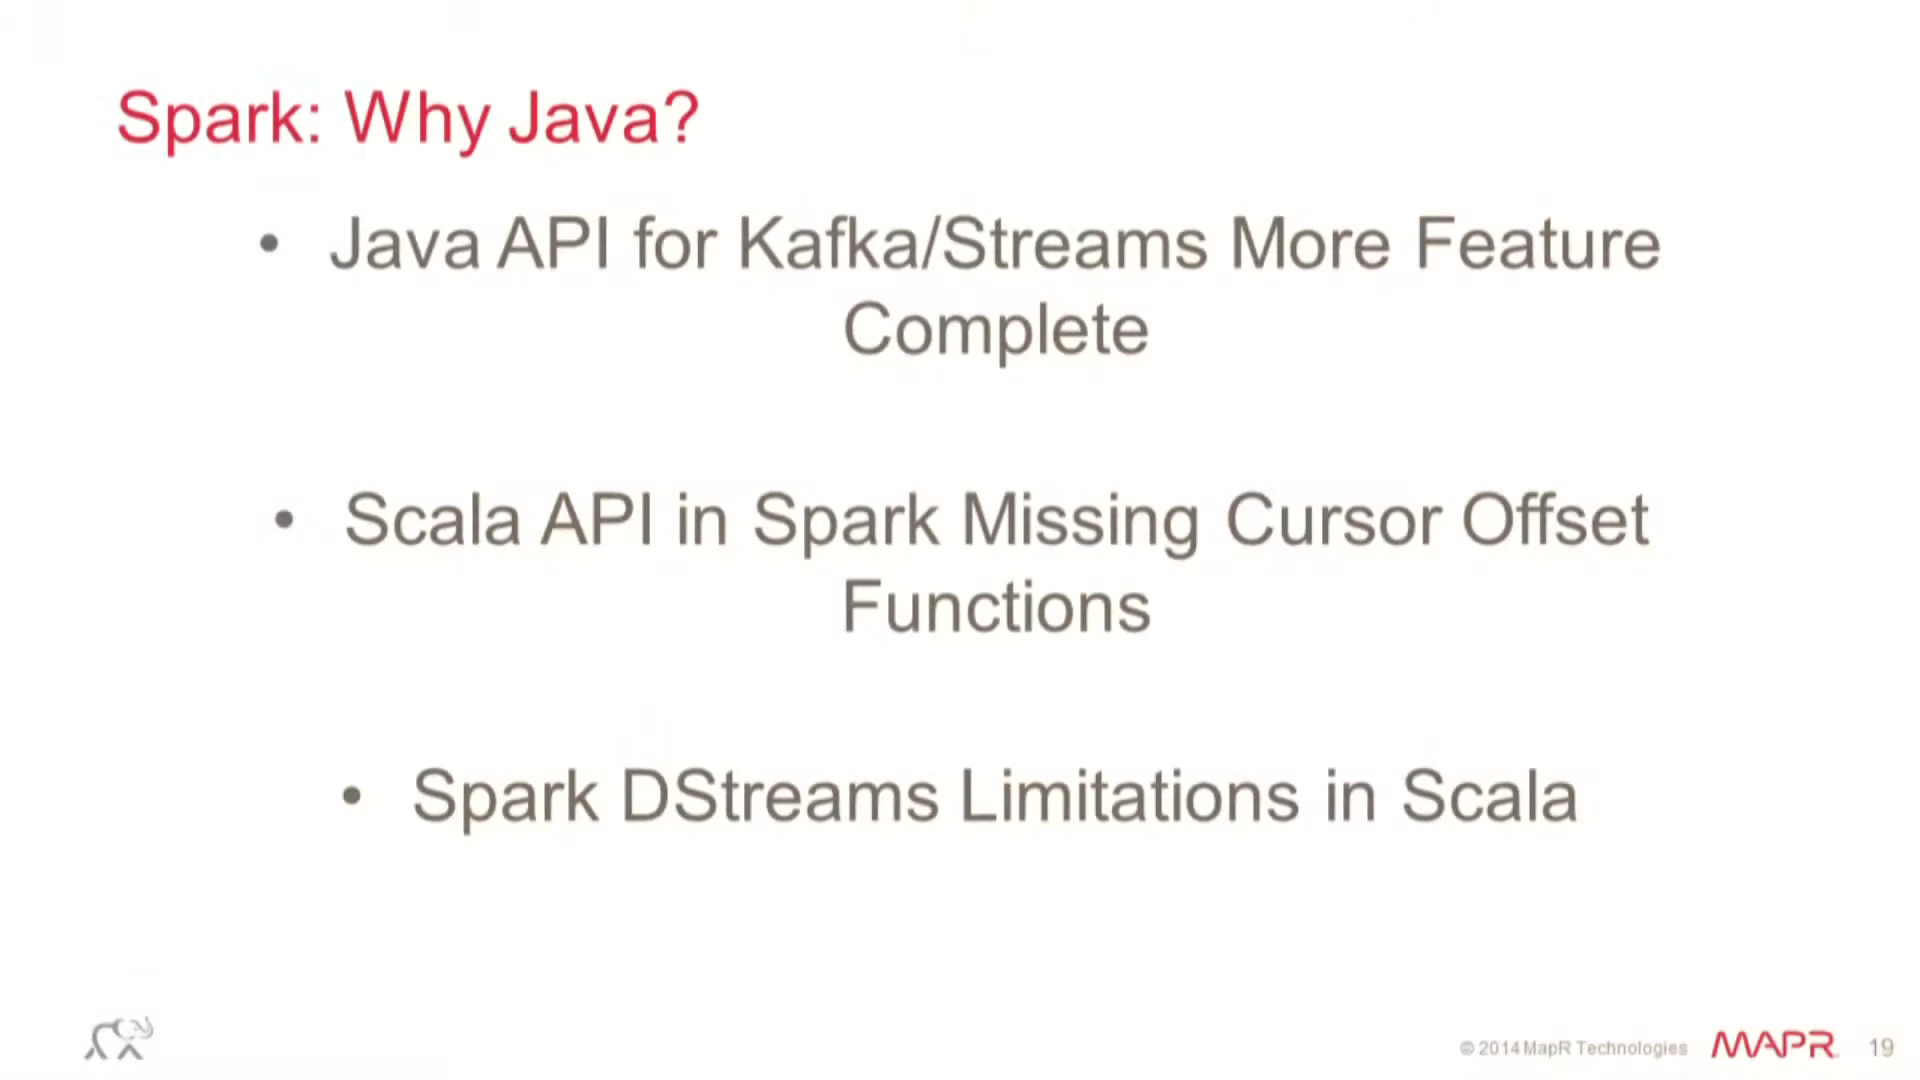 Spark: Why Java?
• Java API for Kafka/Streams More Feature
Complete
• Scala API in Spark Missing Cursor Offset
Functions
• Spark DStreams Limitations in Scala
© 2014 MapR Technologies MAPR. 19